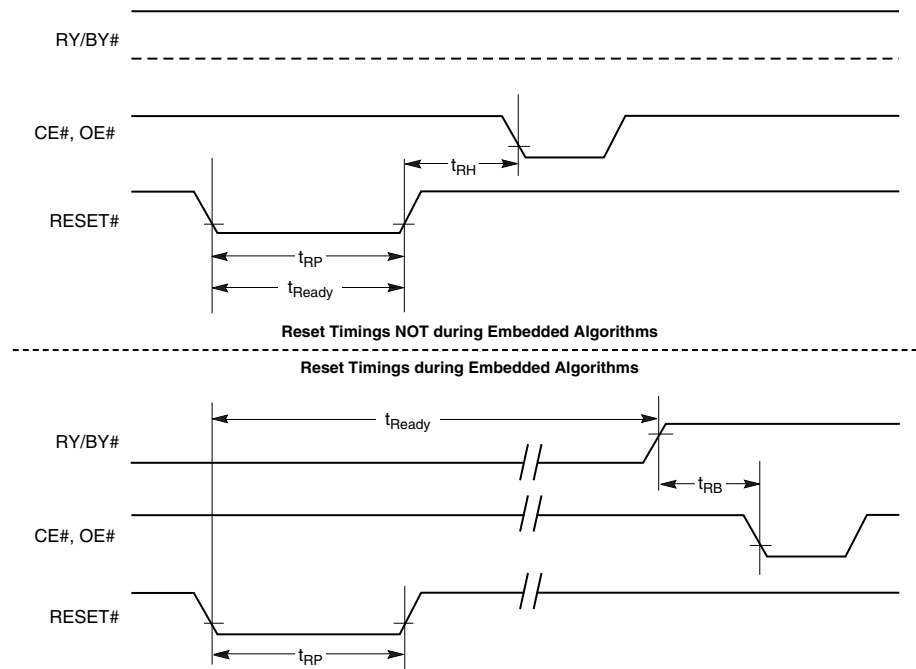 RY/BY#
CE#, OE#
tRH
RESET#
tRP
tReady
Reset Timings NOT during Embedded Algorithms
Reset Timings during Embedded Algorithms
tReady
RY/BY#
tRB
CE#, OE#
RESET#
tRP